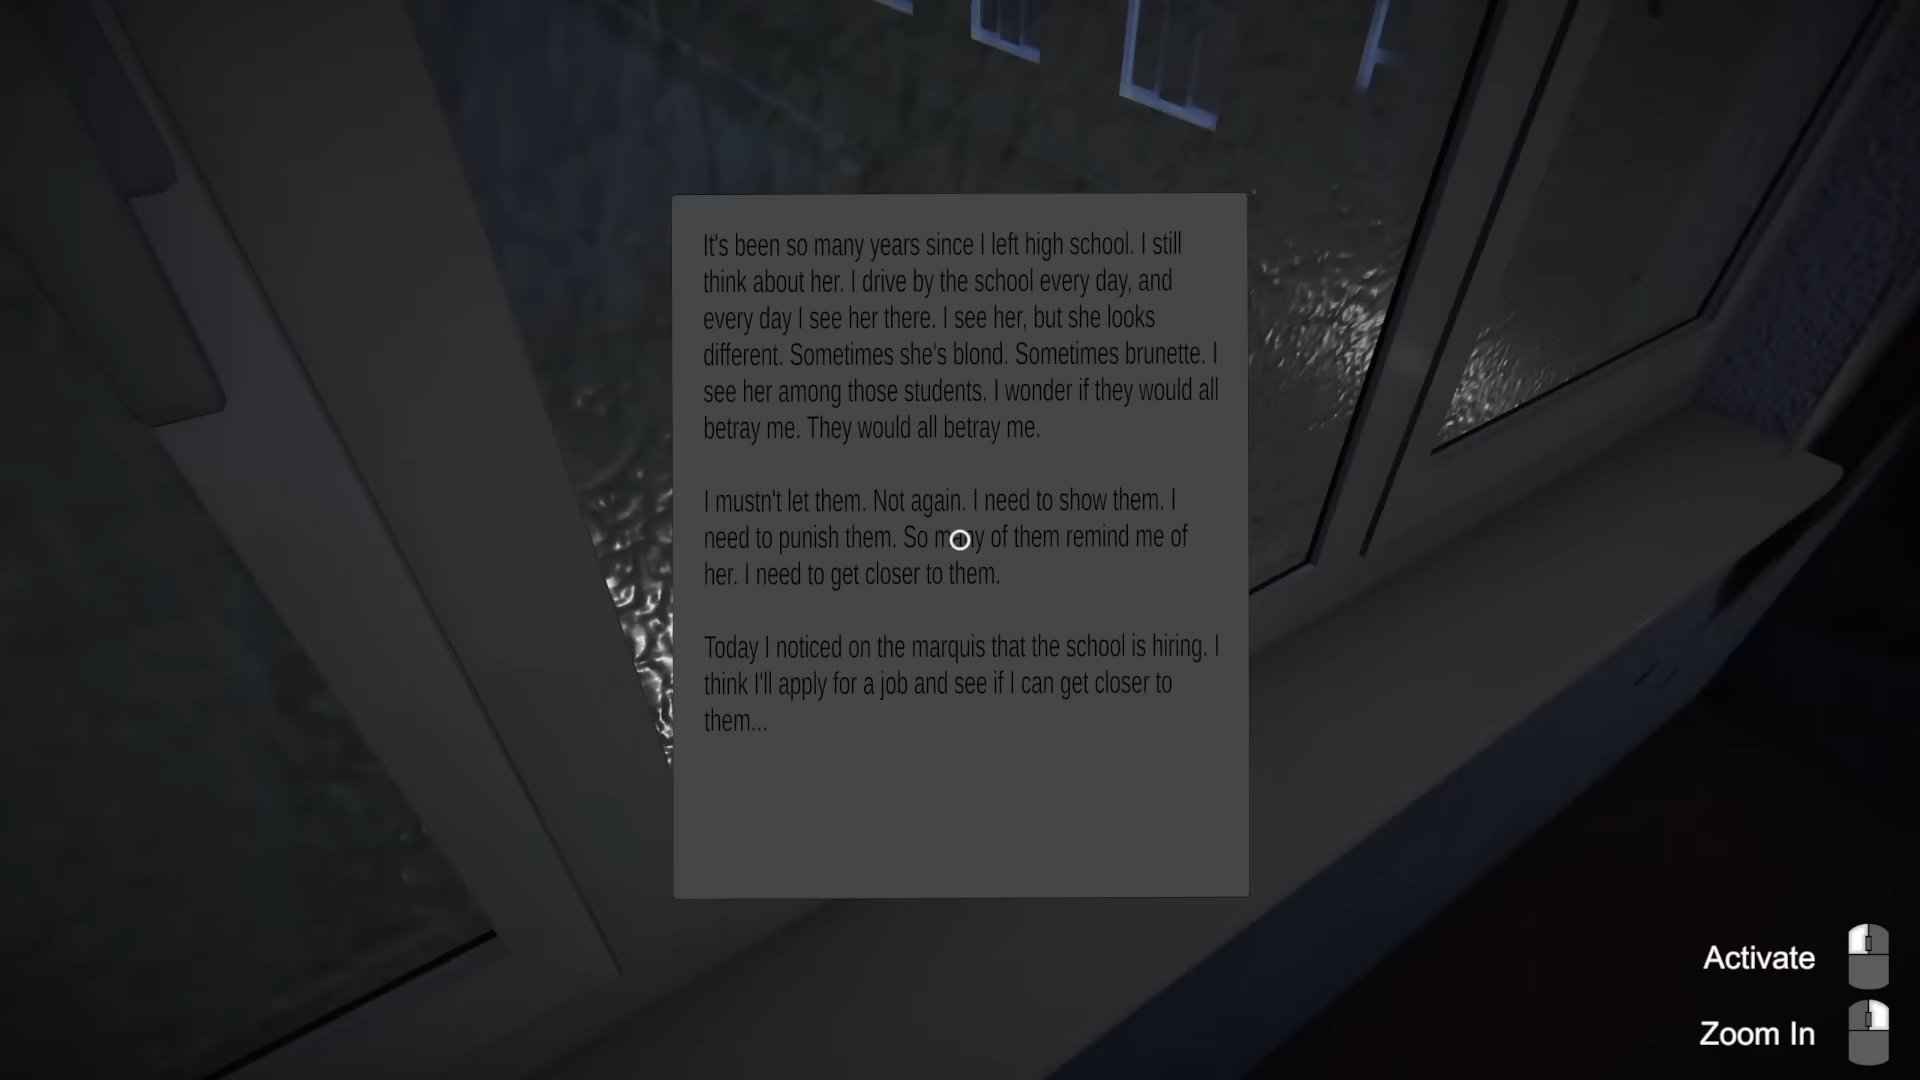 It's been so many years since I left high school. I still
think about her. I drive by the school every day, and
every day I see her there. I see her, but she looks
different. Sometimes she's blond. Sometimes brunette. I
see her among those students. I wonder if they would all
betray me. They would all betray me.
I mustn't let them. Not again. I need to show them. I
need to punish them. So many of them remind me of
her. I need to get closer to them.
Today I noticed on the marquis that the school is hiring. I
think I'll apply for a job and see if I can get closer to
them...
Activate
Zoom In